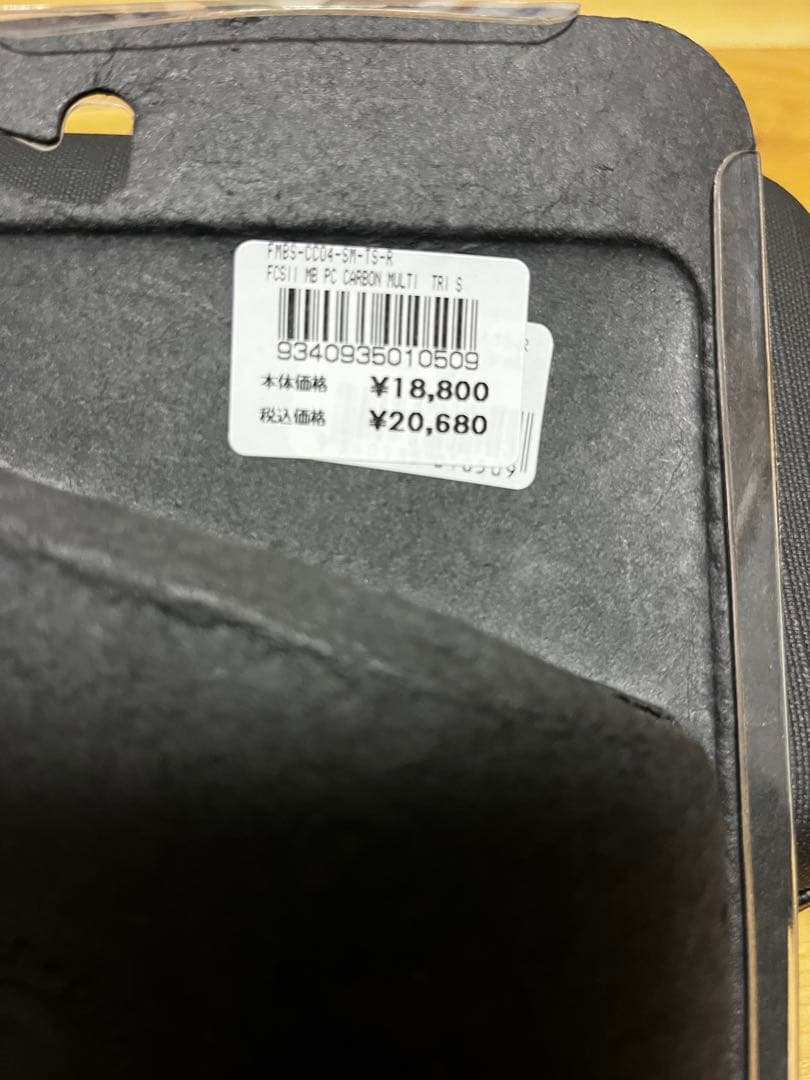 FMBS-CC04-SM-TS-R
FCSII MB PC CARBON MULTI TRI S
9340935010509
本体価格 ¥18,800
税込価格 ¥20,680
R